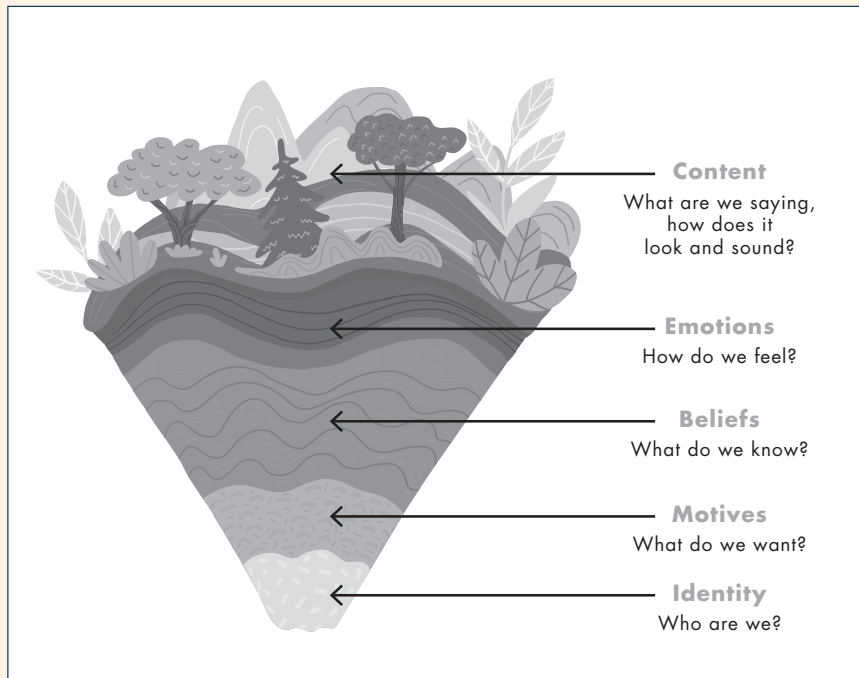 Content
What are we saying,
how does it
look and sound?
Emotions
How do we feel?
Beliefs
What do we know?
Motives
What do we want?
Identity
Who are we?